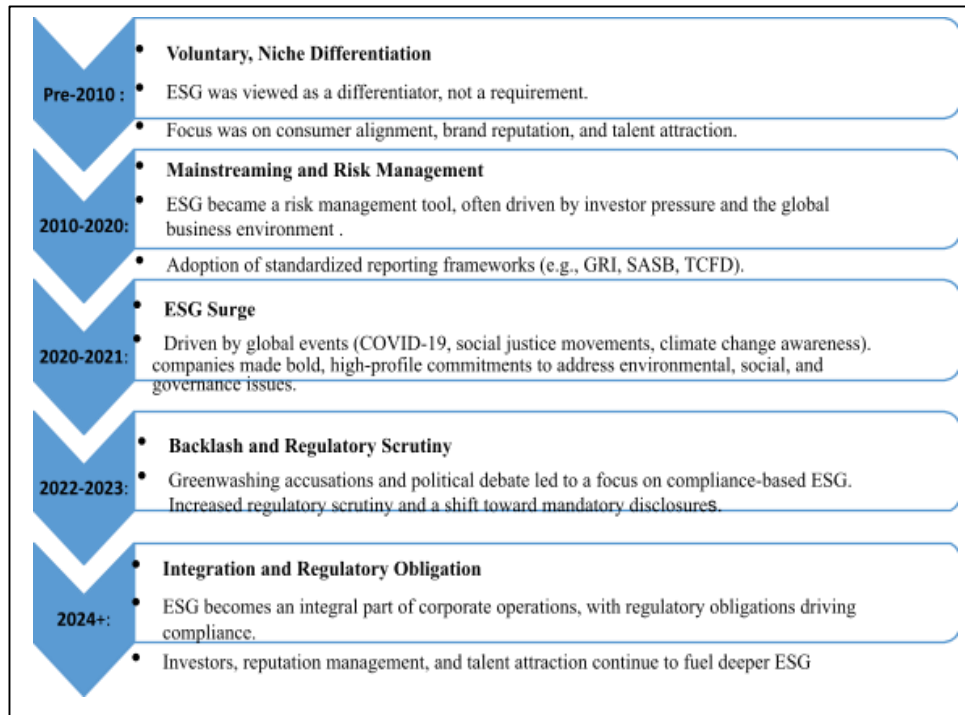 Pre-2010 :
• Voluntary, Niche Differentiation
• ESG was viewed as a differentiator, not a requirement.
• Focus was on consumer alignment, brand reputation, and talent attraction.
2010-2020:
• Mainstreaming and Risk Management
• ESG became a risk management tool, often driven by investor pressure and the global
business environment .
• Adoption of standardized reporting frameworks (e.g., GRI, SASB, TCFD).
2020-2021:
• ESG Surge
• Driven by global events (COVID-19, social justice movements, climate change awareness).
companies made bold, high-profile commitments to address environmental, social, and
governance issues.
2022-2023:
• Backlash and Regulatory Scrutiny
• Greenwashing accusations and political debate led to a focus on compliance-based ESG.
Increased regulatory scrutiny and a shift toward mandatory disclosures.
2024+:
• Integration and Regulatory Obligation
• ESG becomes an integral part of corporate operations, with regulatory obligations driving
compliance.
• Investors, reputation management, and talent attraction continue to fuel deeper ESG